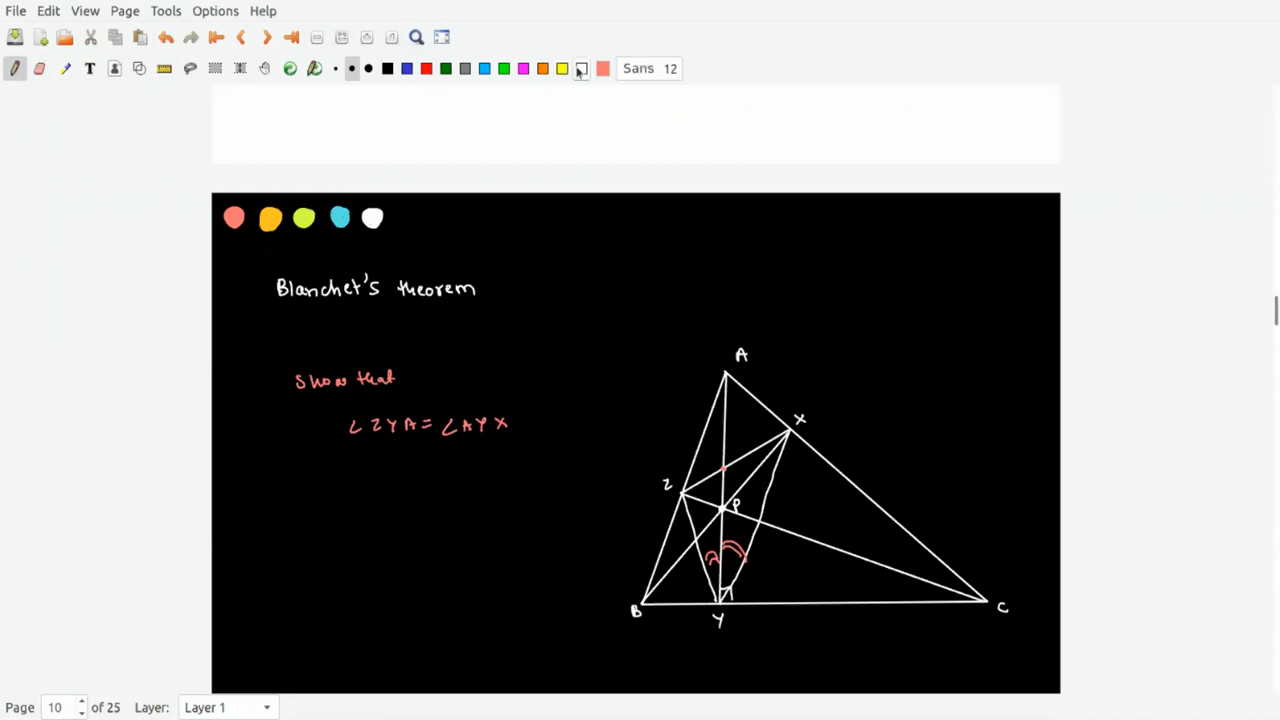 File Edit View Page Tools Options Help
Sans 12
Blanchet's theorem
Show that
∠ZYA = ∠AYX
A
X
Z
P
B
Y
C
Page 10 of 25 Layer: Layer 1